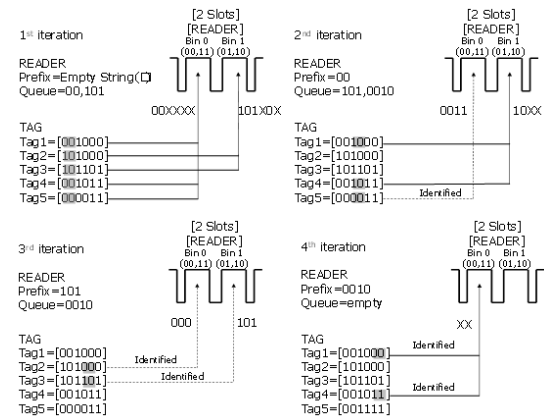 1st iteration
[2 Slots]
[READER]
Bin 0 Bin 1
(00,11) (01,10)
READER
Prefix=Empty String( )
Queue=00,101
00XXXX 101X0X
TAG
Tag1=[001000]
Tag2=[101000]
Tag3=[101101]
Tag4=[001011]
Tag5=[000011]
2nd iteration
[2 Slots]
[READER]
Bin 0 Bin 1
(00,11) (01,10)
READER
Prefix=00
Queue=101,0010
0011 10XX
TAG
Tag1=[001000]
Tag2=[101000]
Tag3=[101101]
Tag4=[001011]
Tag5=[000011] Identified
3rd iteration
[2 Slots]
[READER]
Bin 0 Bin 1
(00,11) (01,10)
READER
Prefix=101
Queue=0010
000 101
TAG
Tag1=[001000]
Tag2=[101000] Identified
Tag3=[101101] Identified
Tag4=[001011]
Tag5=[000011]
4th iteration
[2 Slots]
[READER]
Bin 0 Bin 1
(00,11) (01,10)
READER
Prefix=0010
Queue=empty
XX
TAG
Tag1=[001000] Identified
Tag2=[101000]
Tag3=[101101]
Tag4=[001011] Identified
Tag5=[001111]